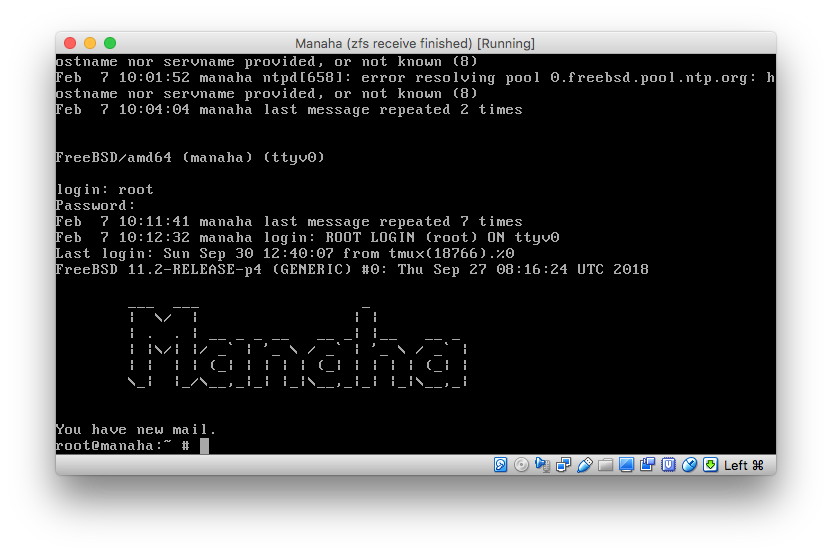 Manaha (zfs receive finished) [Running]
ostname nor servname provided, or not known (8)
Feb  7 10:01:52 manaha ntpd[658]: error resolving pool 0.freebsd.pool.ntp.org: h
ostname nor servname provided, or not known (8)
Feb  7 10:04:04 manaha last message repeated 2 times
FreeBSD/amd64 (manaha) (ttyv0)
login: root
Password:
Feb  7 10:11:41 manaha last message repeated 7 times
Feb  7 10:12:32 manaha login: ROOT LOGIN (root) ON ttyv0
Last login: Sun Sep 30 12:40:07 from tmux(18766).%0
FreeBSD 11.2-RELEASE-p4 (GENERIC) #0: Thu Sep 27 08:16:24 UTC 2018
Manaha
You have new mail.
root@manaha:~ #
Left ⌘